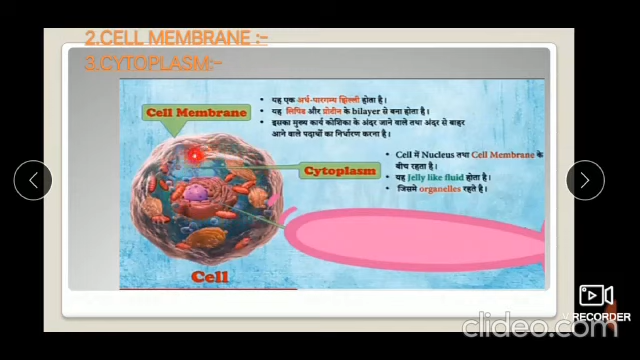 2.CELL MEMBRANE :-
3.CYTOPLASM:-
Cell Membrane
• यह एक अर्ध-पारगम्य झिल्ली होता है।
• यह लिपिड और प्रोटीन के bilayer से बना होता है।
• इसका मुख्य कार्य कोशिका के अंदर जाने वाले तथा अंदर से बाहर
आने वाले पदार्थो का निर्धारण करना है।
Cytoplasm
• Cell में Nucleus तथा Cell Membrane के
बीच रहता है।
• यह Jelly like fluid होता है।
• जिसमे organelles रहते है।
Cell
V RECORDER
clideo.com